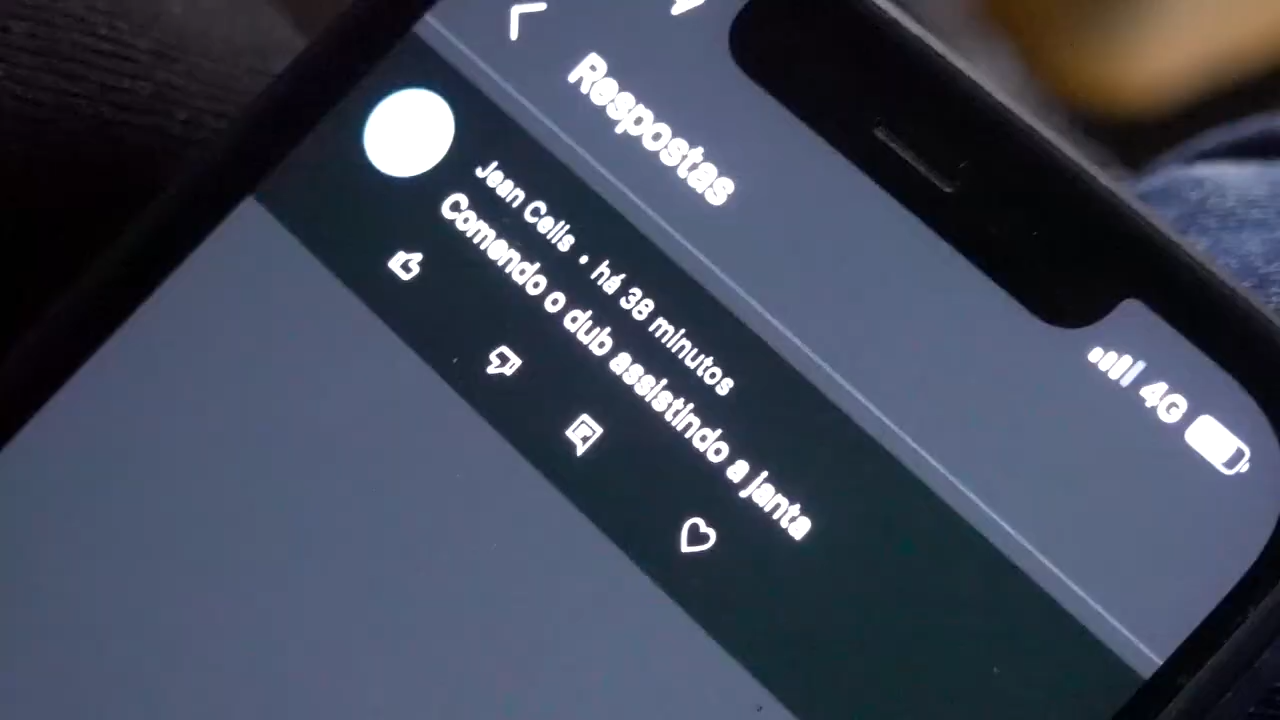 4G
Respostas
Jean Cells • há 38 minutos
Comendo o dub assistindo a janta